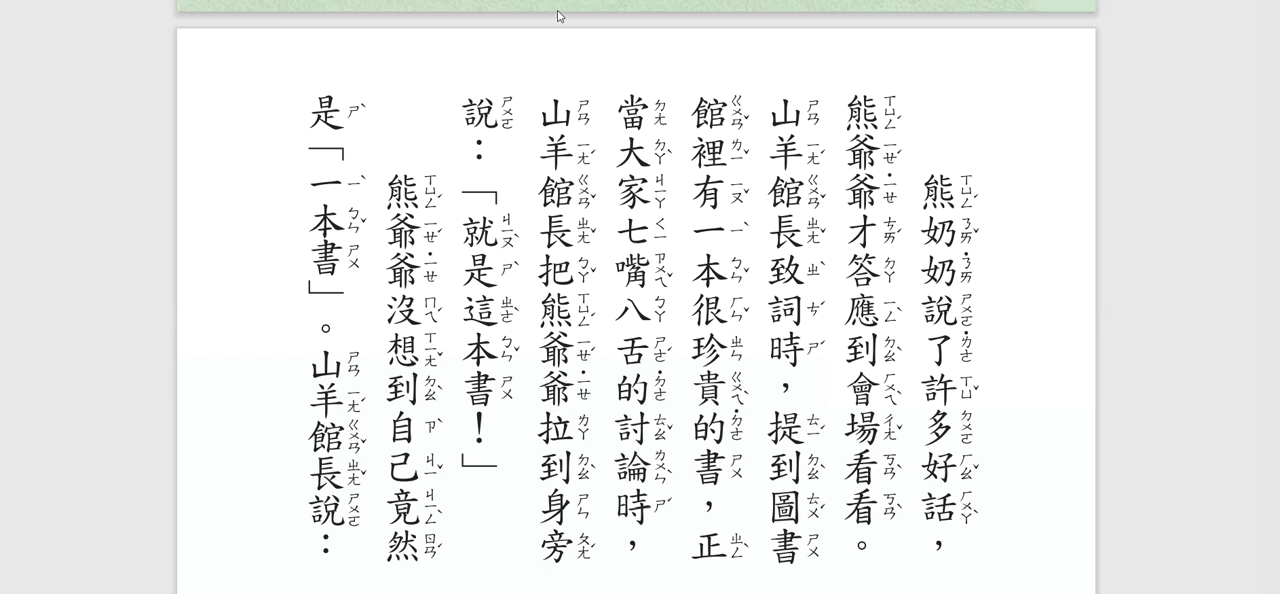 熊奶奶說了許多好話，
熊爺爺才答應到會場看看。
山羊館長致詞時，提到圖書
館裡有一本很珍貴的書，正
當大家七嘴八舌的討論時，
山羊館長把熊爺爺拉到身旁
說：「就是這本書！」
熊爺爺沒想到自己竟然
是「一本書」。山羊館長說：